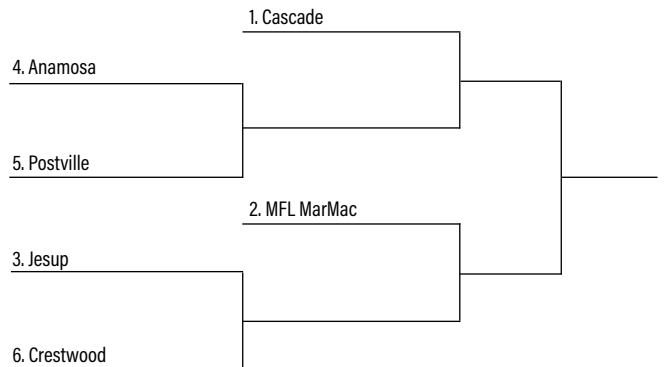 1. Cascade
4. Anamosa
5. Postville
2. MFL MarMac
3. Jesup
6. Crestwood